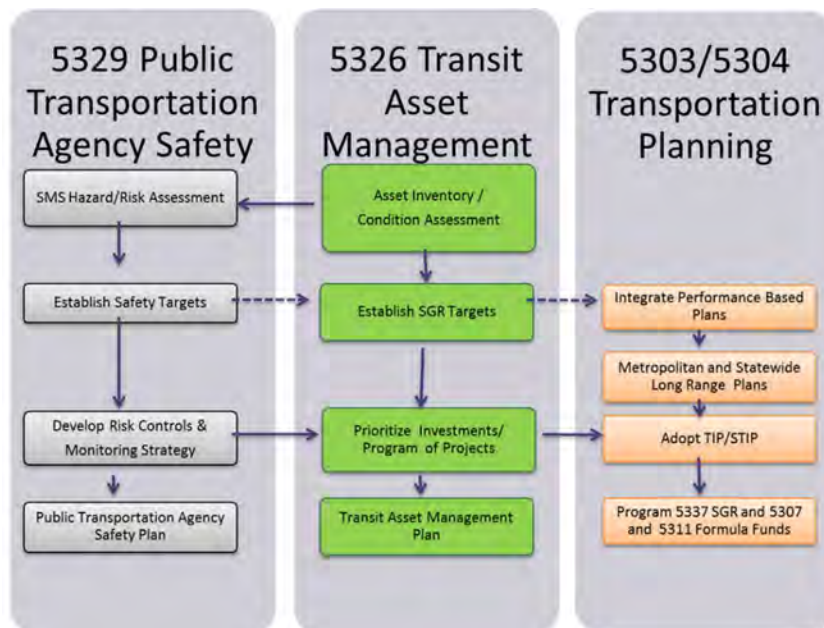 5329 Public
Transportation
Agency Safety
SMS Hazard/Risk Assessment
Establish Safety Targets
Develop Risk Controls &
Monitoring Strategy
Public Transportation Agency
Safety Plan
5326 Transit
Asset
Management
Asset Inventory /
Condition Assessment
Establish SGR Targets
Prioritize Investments/
Program of Projects
Transit Asset Management
Plan
5303/5304
Transportation
Planning
Integrate Performance Based
Plans
Metropolitan and Statewide
Long Range Plans
Adopt TIP/STIP
Program 5337 SGR and 5307
and 5311 Formula Funds